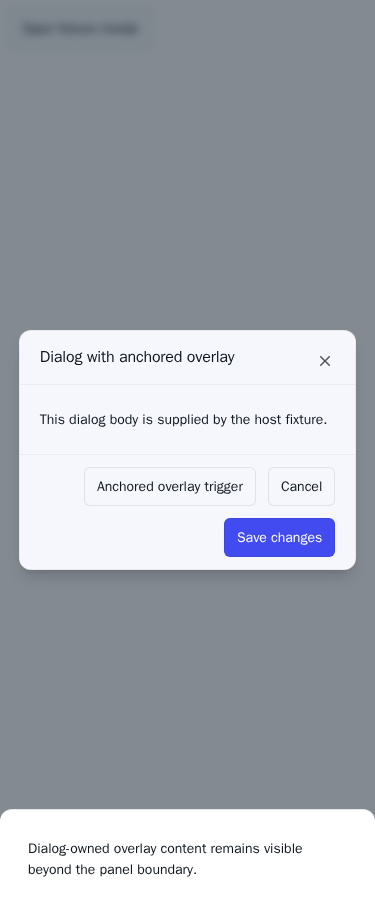 Dialog with anchored overlay
This dialog body is supplied by the host fixture.
Anchored overlay trigger
Cancel
Save changes
Dialog-owned overlay content remains visible
beyond the panel boundary.